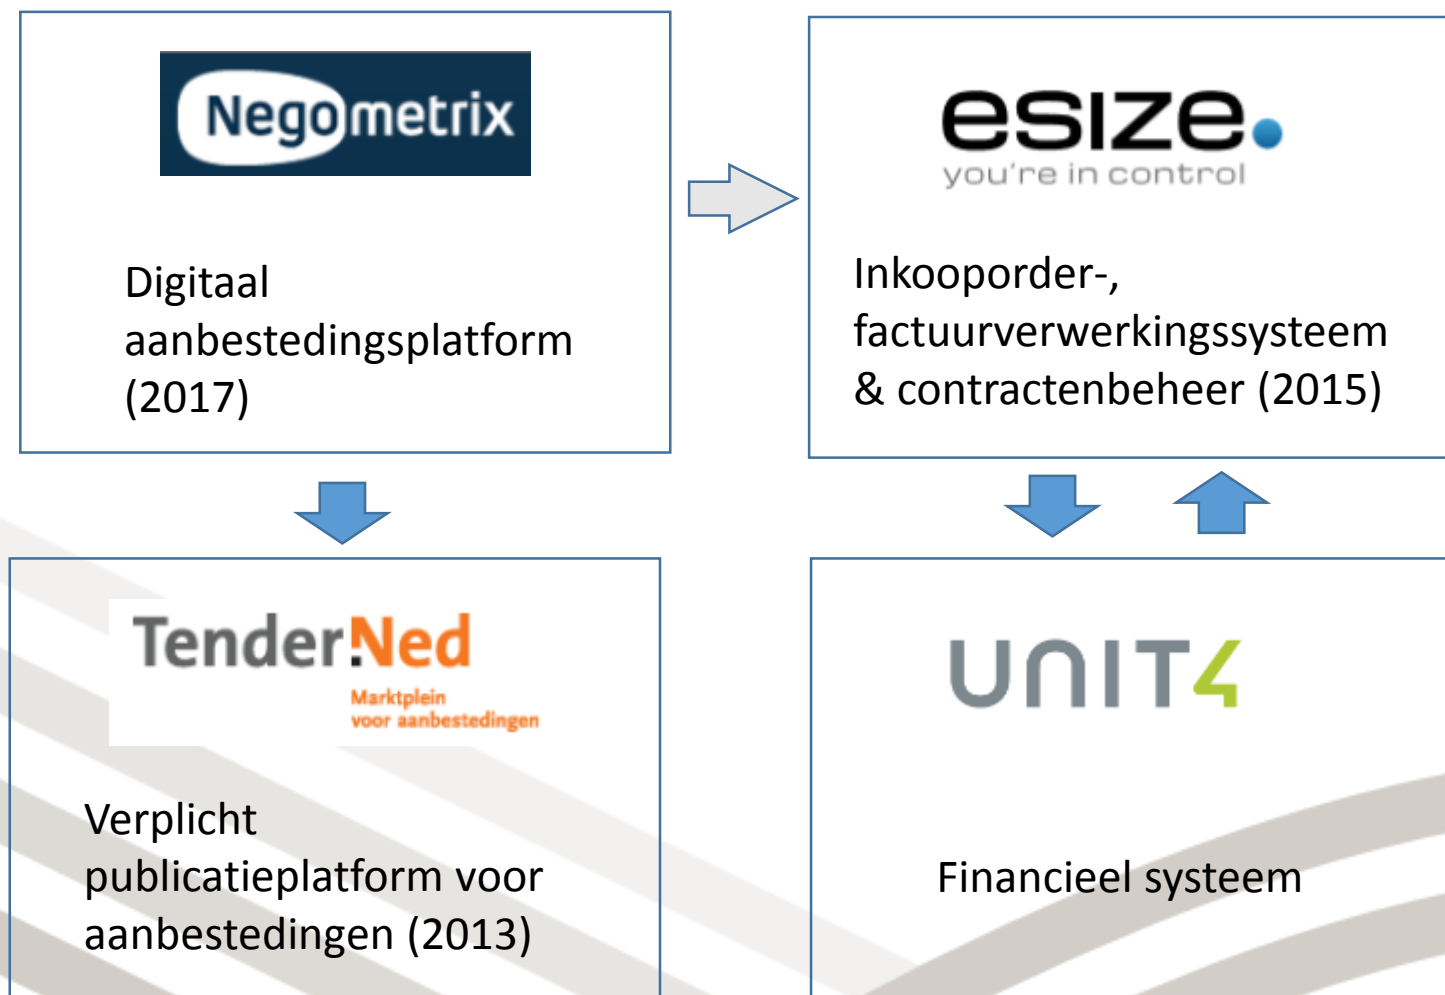 Negometrix
Digitaal
aanbestedingsplatform
(2017)
esize.
you're in control
Inkooporder-,
factuurverwerkingssysteem
& contractenbeheer (2015)
TenderNed
Marktplein
voor aanbestedingen
Verplicht
publicatieplatform voor
aanbestedingen (2013)
UNIT4
Financieel systeem